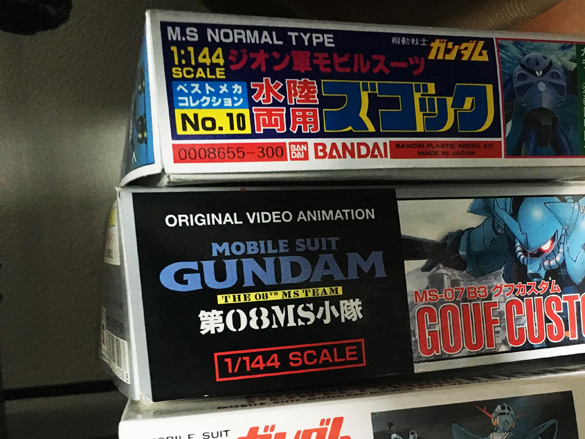 M.S NORMAL TYPE
機動戦士 ガンダム
1:144 SCALE
ジオン軍モビルスーツ
ベストメカ
コレクション
No.10
水陸
両用
ズゴック
0008655-300
BAN
DAI
BANDAI
BANDAI PLASTIC MODEL KIT
MADE IN JAPAN
ORIGINAL VIDEO ANIMATION
MOBILE SUIT
GUNDAM
THE 08TH MS TEAM
第08MS小隊
1/144 SCALE
MS-07B3 グフカスタム
GOUF CUST
MOBILE SUIT
ガンダム